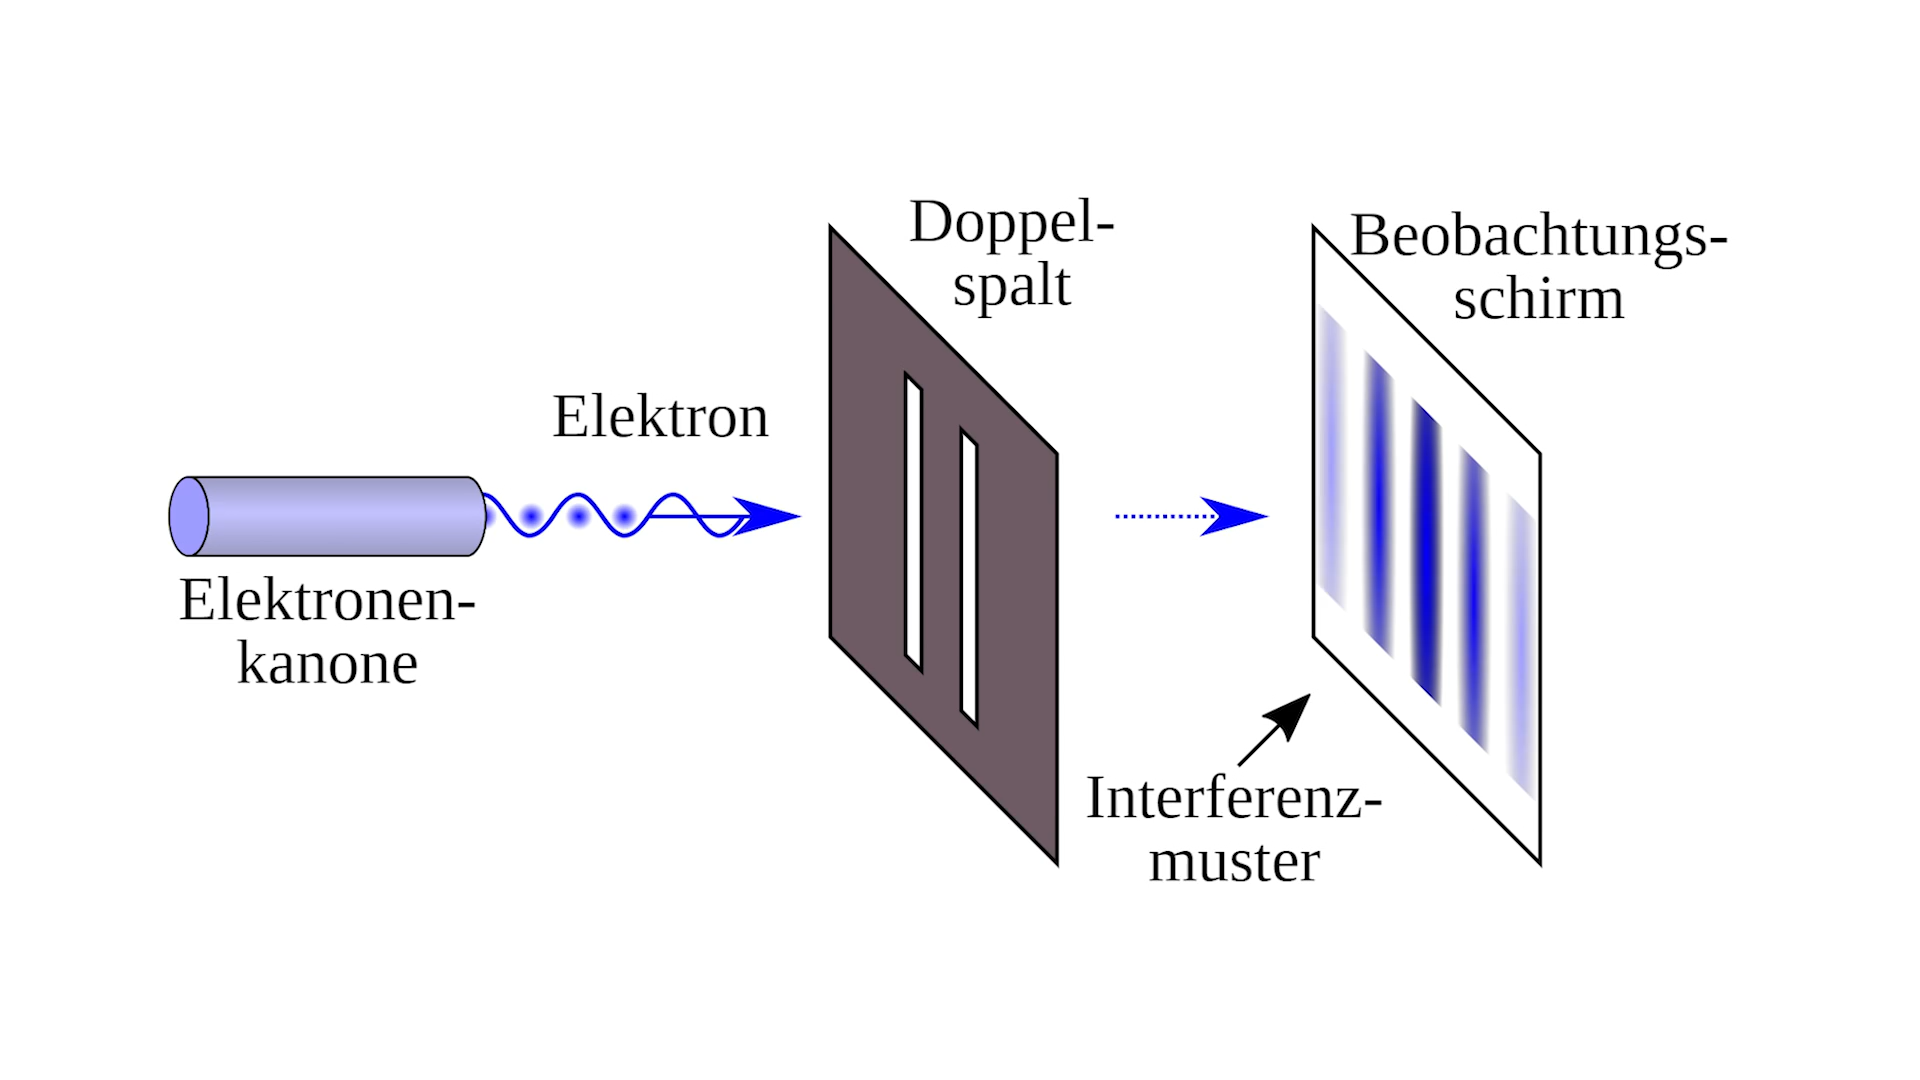 Doppel-
spalt
Beobachtungs-
schirm
Elektron
Elektronen-
kanone
Interferenz-
muster